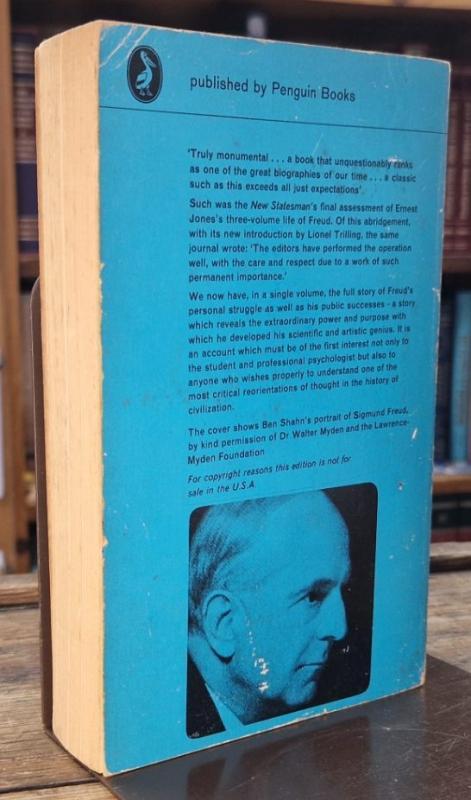 published by Penguin Books
'Truly monumental . . . a book that unquestionably ranks
as one of the great biographies of our time . . . a classic
such as this exceeds all just expectations'.
Such was the New Statesman's final assessment of Ernest
Jones's three-volume life of Freud. Of this abridgement,
with its new introduction by Lionel Trilling, the same
journal wrote: 'The editors have performed the operation
well, with the care and respect due to a work of such
permanent importance.'
We now have, in a single volume, the full story of Freud's
personal struggle as well as his public successes - a story
which reveals the extraordinary power and purpose with
which he developed his scientific and artistic genius. It is
an account which must be of the first interest not only to
the student and professional psychologist but also to
anyone who wishes properly to understand one of the
most critical reorientations of thought in the history of
civilization.
The cover shows Ben Shahn's portrait of Sigmund Freud,
by kind permission of Dr Walter Myden and the Lawrence-
Myden Foundation
For copyright reasons this edition is not for
sale in the U.S.A.